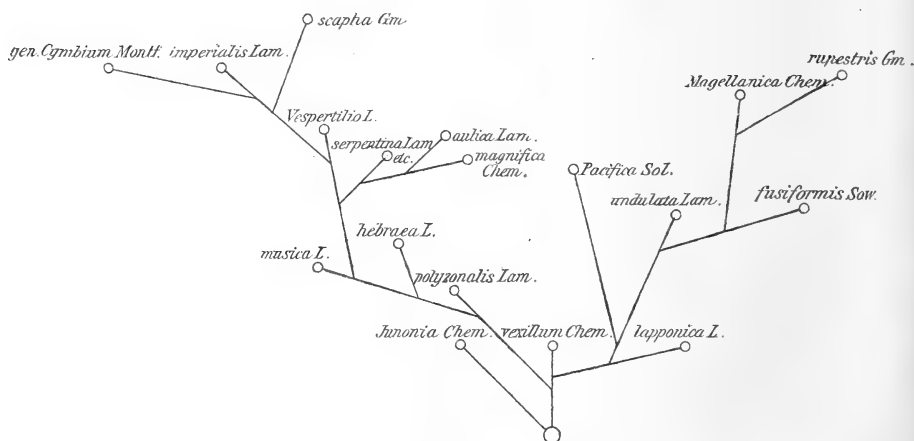 scapha Gm
gen. Cymbium Montf. imperialis Lam.
rupestris Gm.
Magellanica Chem.
Vespertilio L.
serpentina Lam
etc.
aulica Lam.
magnifica
Chem.
Pacifica Sol.
undulata Lam.
fusiformis Sow.
hebraea L.
musica L.
polyzonalis Lam.
Junonia Chem.
vexillum Chem.
lapponica L.